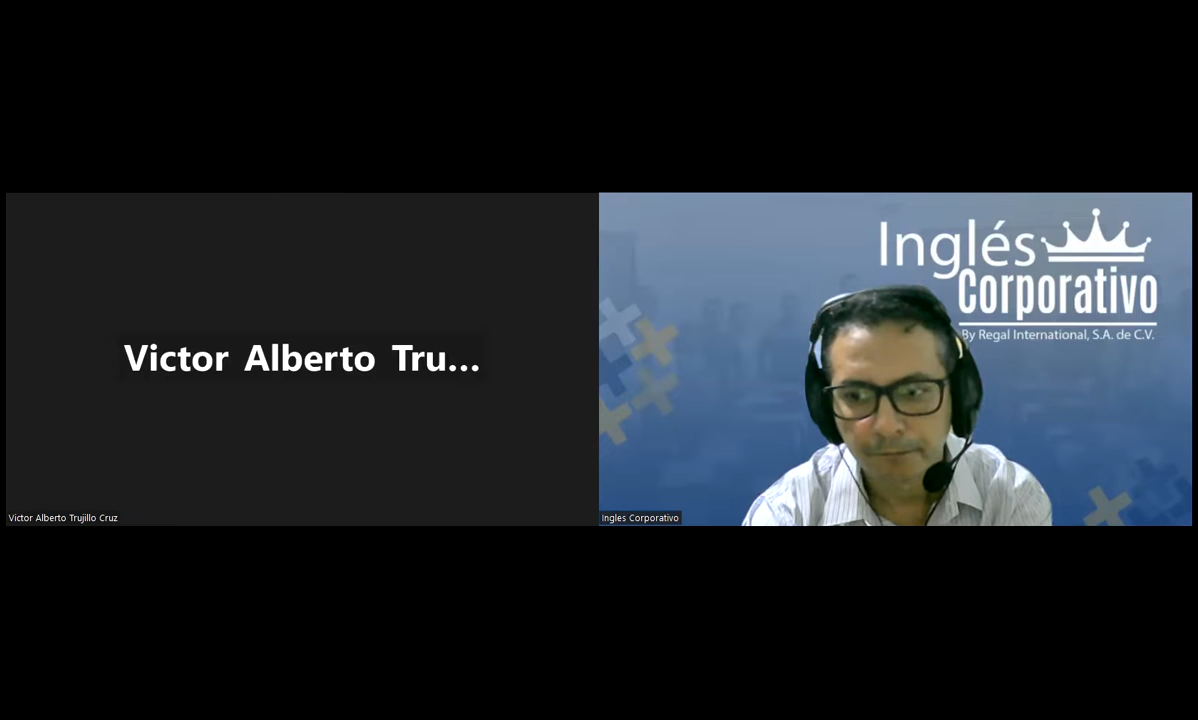 Victor Alberto Tru...
Victor Alberto Trujillo Cruz
Inglés
Corporativo
By Regal International, S.A. de C.V.
Ingles Corporativo